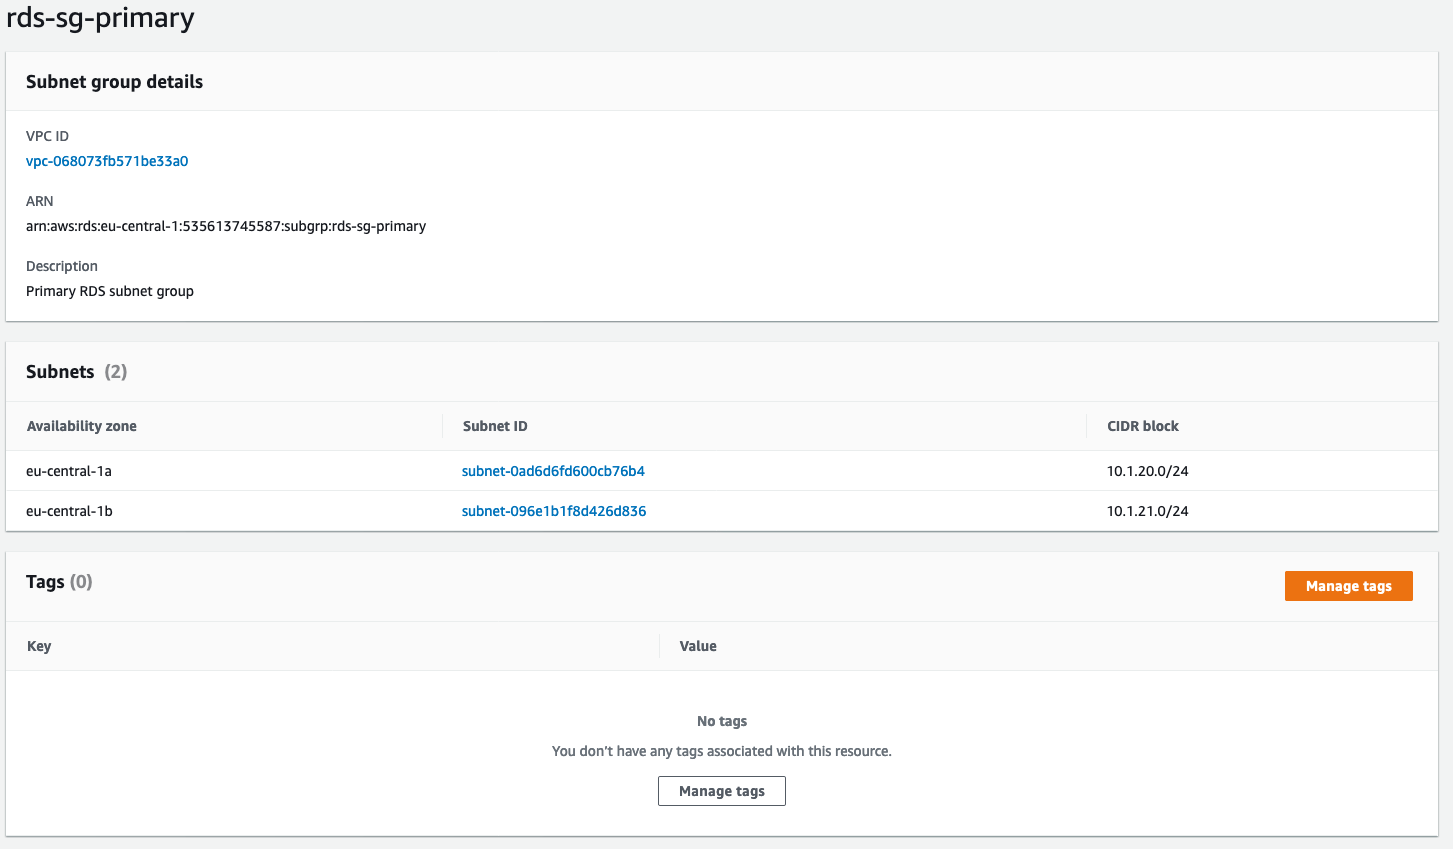 rds-sg-primary
Subnet group details
VPC ID
vpc-068073fb571be33a0
ARN
arn:aws:rds:eu-central-1:535613745587:subgrp:rds-sg-primary
Description
Primary RDS subnet group
Subnets (2)
Availability zone Subnet ID CIDR block
eu-central-1a subnet-0ad6d6fd600cb76b4 10.1.20.0/24
eu-central-1b subnet-096e1b1f8d426d836 10.1.21.0/24
Tags (0) Manage tags
Key Value
No tags
You don’t have any tags associated with this resource.
Manage tags